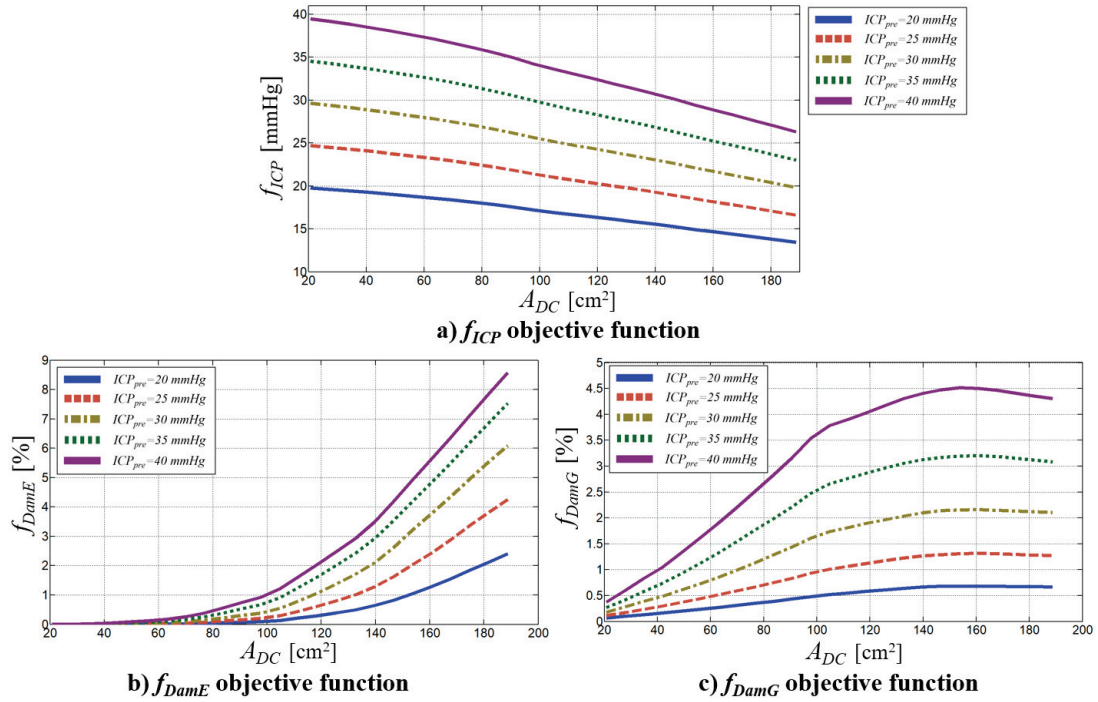 f_ICP [mmHg]
40
35
30
25
20
15
10
20 40 60 80 100 120 140 160 180
A_DC [cm²]
ICP_pre=20 mmHg
ICP_pre=25 mmHg
ICP_pre=30 mmHg
ICP_pre=35 mmHg
ICP_pre=40 mmHg
a) f_ICP objective function
f_DamE [%]
9
8
7
6
5
4
3
2
1
0
20 40 60 80 100 120 140 160 180 200
A_DC [cm²]
ICP_pre=20 mmHg
ICP_pre=25 mmHg
ICP_pre=30 mmHg
ICP_pre=35 mmHg
ICP_pre=40 mmHg
b) f_DamE objective function
f_DamG [%]
5
4.5
4
3.5
3
2.5
2
1.5
1
0.5
0
20 40 60 80 100 120 140 160 180 200
A_DC [cm²]
ICP_pre=20 mmHg
ICP_pre=25 mmHg
ICP_pre=30 mmHg
ICP_pre=35 mmHg
ICP_pre=40 mmHg
c) f_DamG objective function